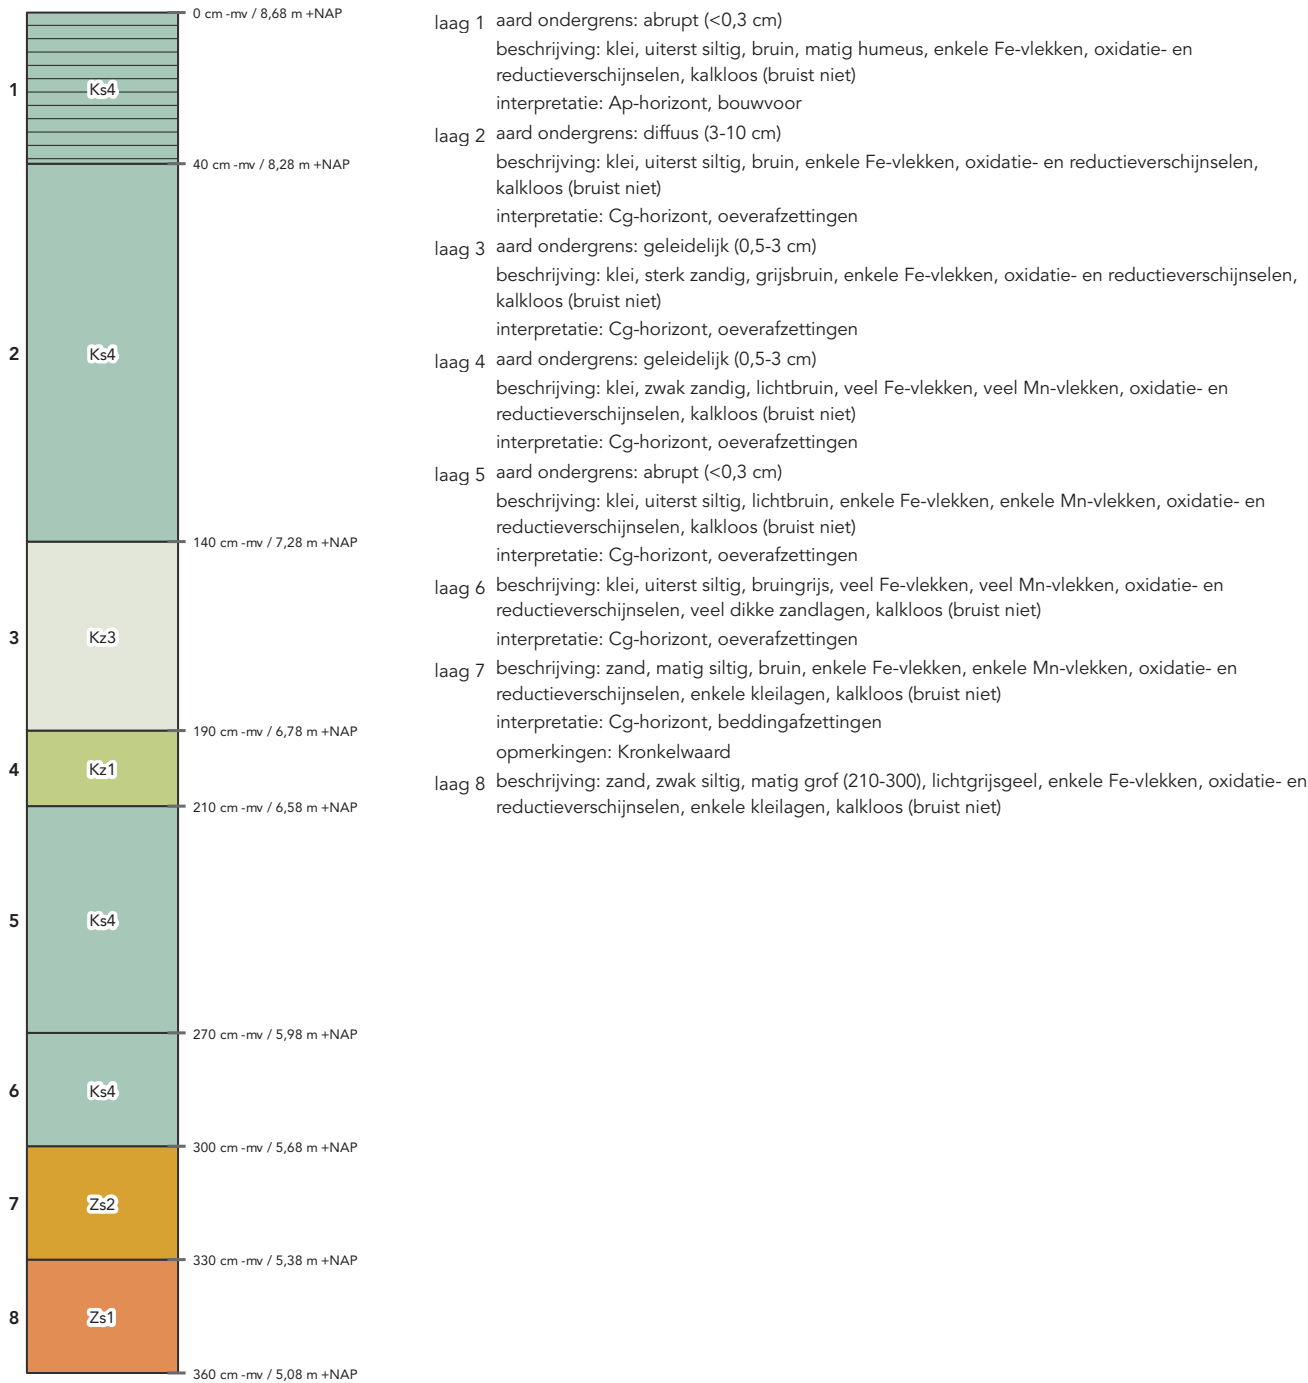 0 cm -mv / 8,68 m +NAP
1
Ks4
40 cm -mv / 8,28 m +NAP
2
Ks4
140 cm -mv / 7,28 m +NAP
3
Kz3
190 cm -mv / 6,78 m +NAP
4
Kz1
210 cm -mv / 6,58 m +NAP
5
Ks4
270 cm -mv / 5,98 m +NAP
6
Ks4
300 cm -mv / 5,68 m +NAP
7
Zs2
330 cm -mv / 5,38 m +NAP
8
Zs1
360 cm -mv / 5,08 m +NAP
laag 1 aard ondergrens: abrupt (<0,3 cm)
beschrijving: klei, uiterst siltig, bruin, matig humeus, enkele Fe-vlekken, oxidatie- en
reductieverschijnselen, kalkloos (bruist niet)
interpretatie: Ap-horizont, bouwvoor
laag 2 aard ondergrens: diffuus (3-10 cm)
beschrijving: klei, uiterst siltig, bruin, enkele Fe-vlekken, oxidatie- en reductieverschijnselen,
kalkloos (bruist niet)
interpretatie: Cg-horizont, oeverafzettingen
laag 3 aard ondergrens: geleidelijk (0,5-3 cm)
beschrijving: klei, sterk zandig, grijsbruin, enkele Fe-vlekken, oxidatie- en reductieverschijnselen,
kalkloos (bruist niet)
interpretatie: Cg-horizont, oeverafzettingen
laag 4 aard ondergrens: geleidelijk (0,5-3 cm)
beschrijving: klei, zwak zandig, lichtbruin, veel Fe-vlekken, veel Mn-vlekken, oxidatie- en
reductieverschijnselen, kalkloos (bruist niet)
interpretatie: Cg-horizont, oeverafzettingen
laag 5 aard ondergrens: abrupt (<0,3 cm)
beschrijving: klei, uiterst siltig, lichtbruin, enkele Fe-vlekken, enkele Mn-vlekken, oxidatie- en
reductieverschijnselen, kalkloos (bruist niet)
interpretatie: Cg-horizont, oeverafzettingen
laag 6 beschrijving: klei, uiterst siltig, bruingrijs, veel Fe-vlekken, veel Mn-vlekken, oxidatie- en
reductieverschijnselen, veel dikke zandlagen, kalkloos (bruist niet)
interpretatie: Cg-horizont, oeverafzettingen
laag 7 beschrijving: zand, matig siltig, bruin, enkele Fe-vlekken, enkele Mn-vlekken, oxidatie- en
reductieverschijnselen, enkele kleilagen, kalkloos (bruist niet)
interpretatie: Cg-horizont, beddingafzettingen
opmerkingen: Kronkelwaard
laag 8 beschrijving: zand, zwak siltig, matig grof (210-300), lichtgrijsgeel, enkele Fe-vlekken, oxidatie- en
reductieverschijnselen, enkele kleilagen, kalkloos (bruist niet)